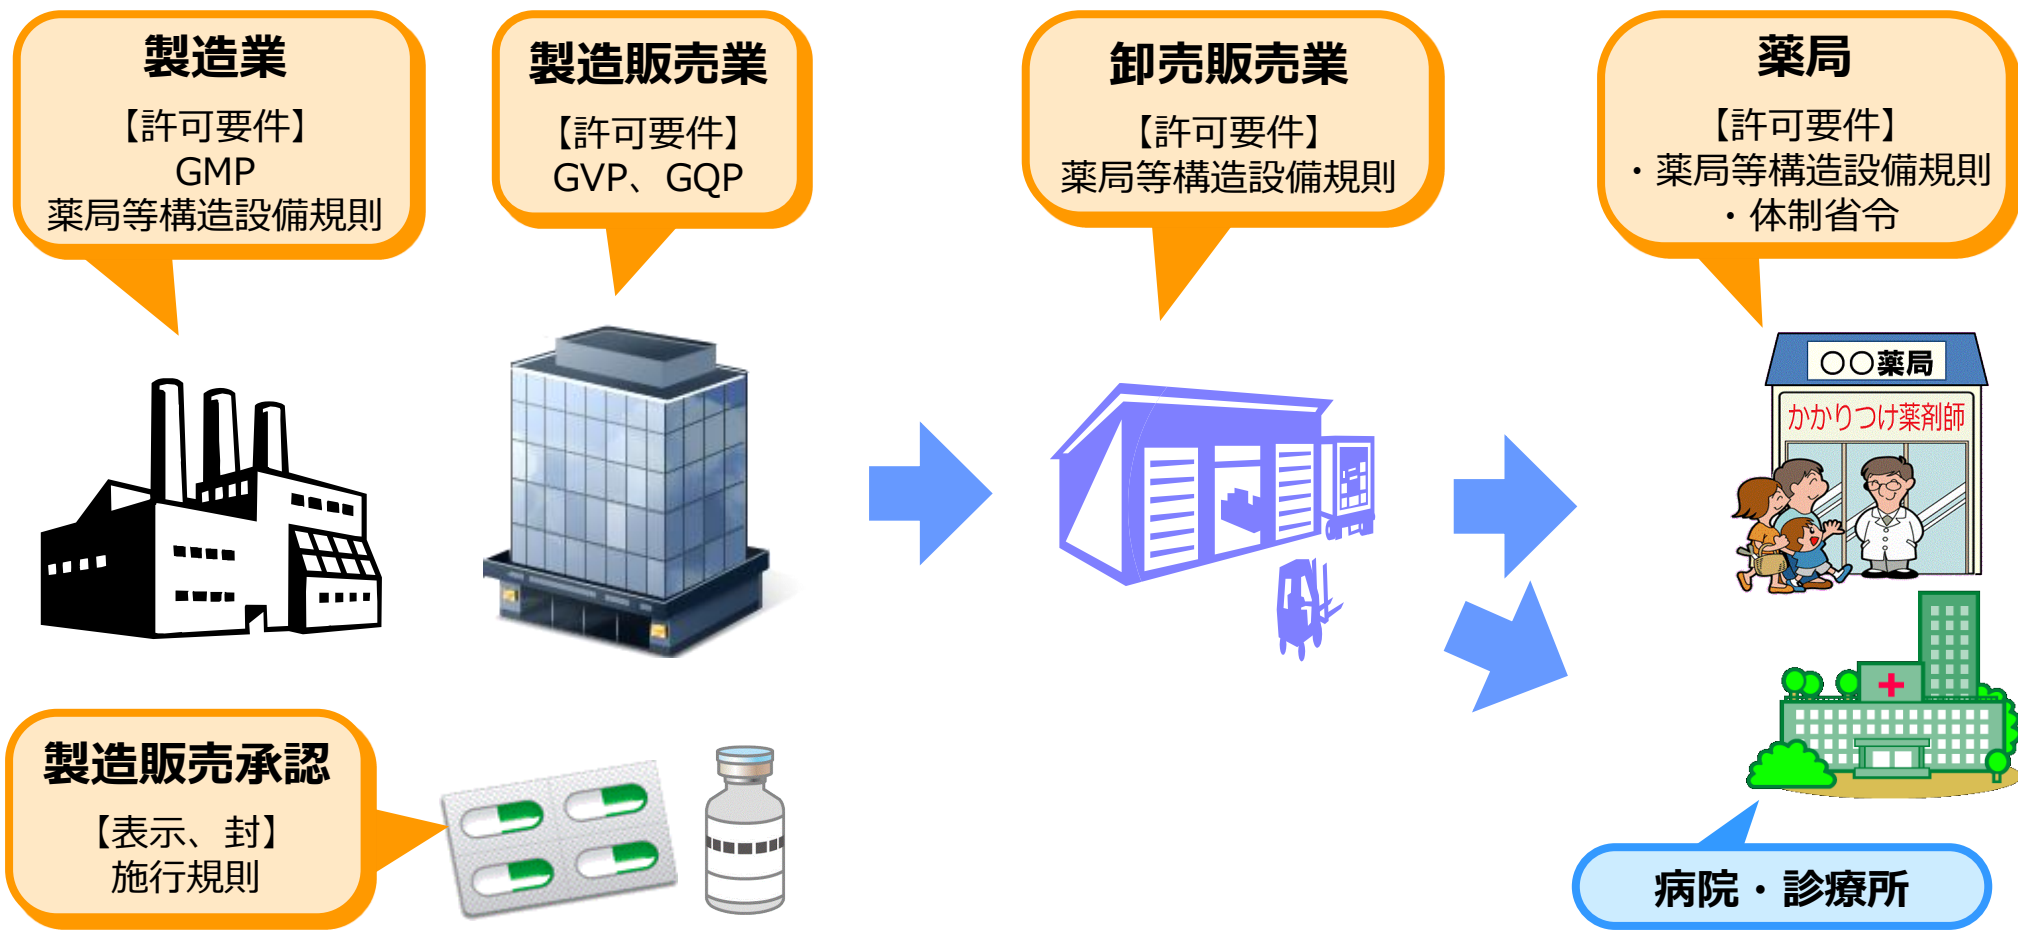 製造業
【許可要件】
GMP
薬局等構造設備規則
製造販売業
【許可要件】
GVP、GQP
卸売販売業
【許可要件】
薬局等構造設備規則
薬局
【許可要件】
・薬局等構造設備規則
・体制省令
〇〇薬局
かかりつけ薬剤師
製造販売承認
【表示、封】
施行規則
病院・診療所